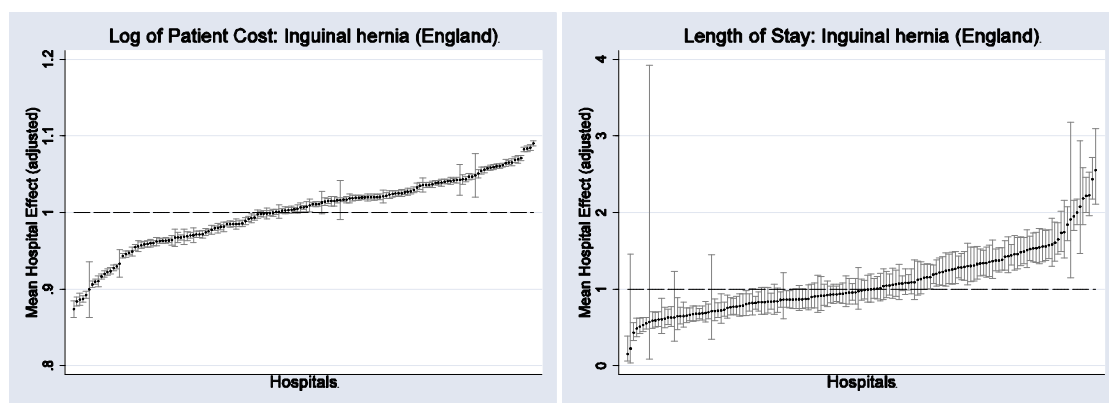 Log of Patient Cost: Inguinal hernia (England).
Mean Hospital Effect (adjusted)
1.2
1.1
1
.9
.8
Hospitals.
Length of Stay: Inguinal hernia (England).
Mean Hospital Effect (adjusted)
4
3
2
1
0
Hospitals.